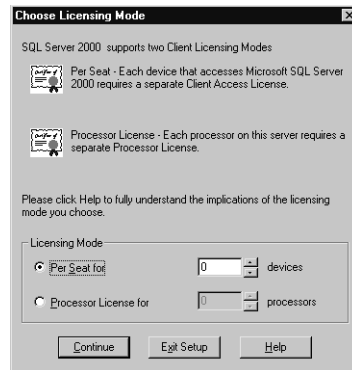 Choose Licensing Mode
SQL Server 2000 supports two Client Licensing Modes
Per Seat - Each device that accesses Microsoft SQL Server
2000 requires a separate Client Access License.
Processor License - Each processor on this server requires a
separate Processor License.
Please click Help to fully understand the implications of the licensing
mode you choose.
Licensing Mode
Per Seat for
0
devices
Processor License for
0
processors
Continue
Exit Setup
Help